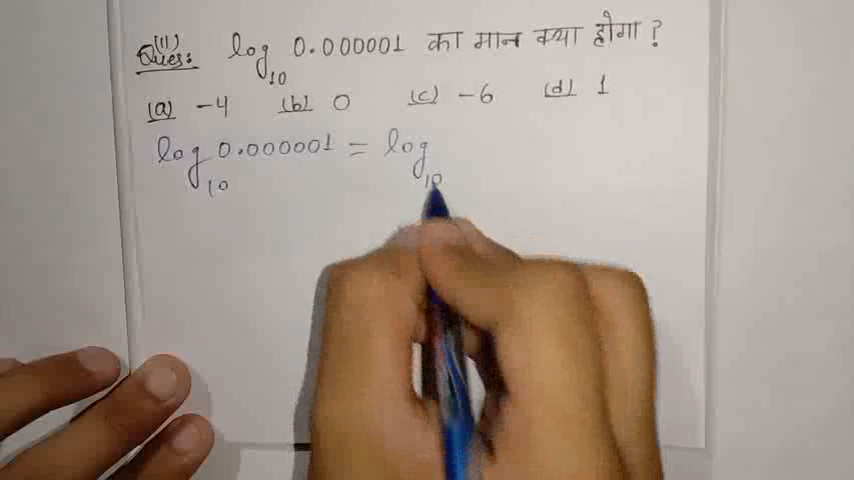 Ques:(1) log₁₀ 0.000001 का मान क्या होगा ?
(a) -4 (b) 0 (c) -6 (d) 1
log₁₀ 0.000001 = log₁₀